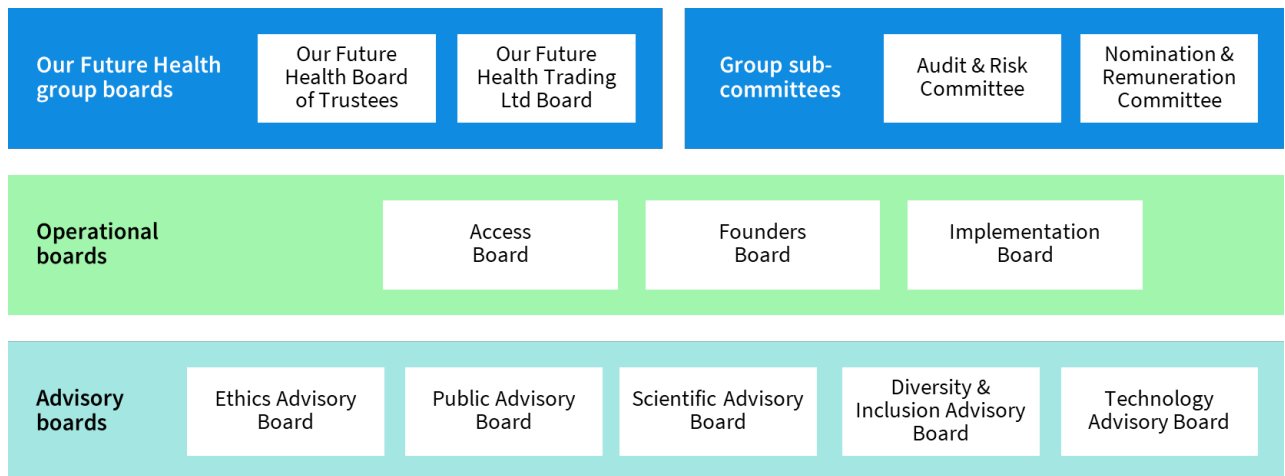 Our Future Health
group boards
Our Future
Health Board
of Trustees
Our Future
Health Trading
Ltd Board
Group sub-
committees
Audit & Risk
Committee
Nomination &
Remuneration
Committee
Operational
boards
Access
Board
Founders
Board
Implementation
Board
Advisory
boards
Ethics Advisory
Board
Public Advisory
Board
Scientific Advisory
Board
Diversity &
Inclusion Advisory
Board
Technology
Advisory Board